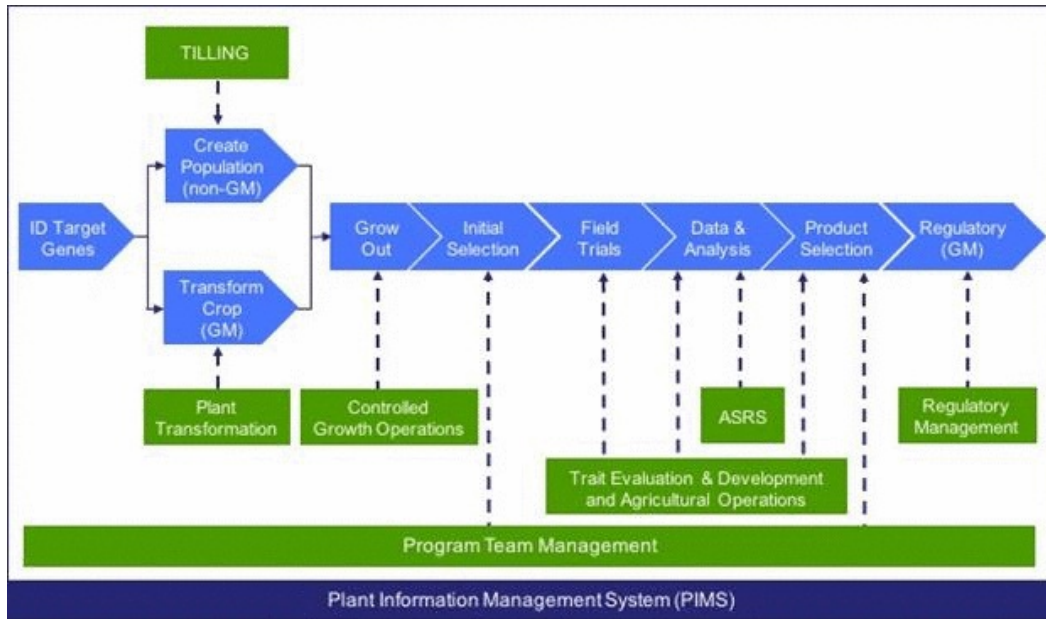 TILLING
Create
Population
(non-GM)
ID Target
Genes
Transform
Crop
(GM)
Grow
Out
Initial
Selection
Field
Trials
Data &
Analysis
Product
Selection
Regulatory
(GM)
Plant
Transformation
Controlled
Growth Operations
ASRS
Regulatory
Management
Trait Evaluation & Development
and Agricultural Operations
Program Team Management
Plant Information Management System (PIMS)